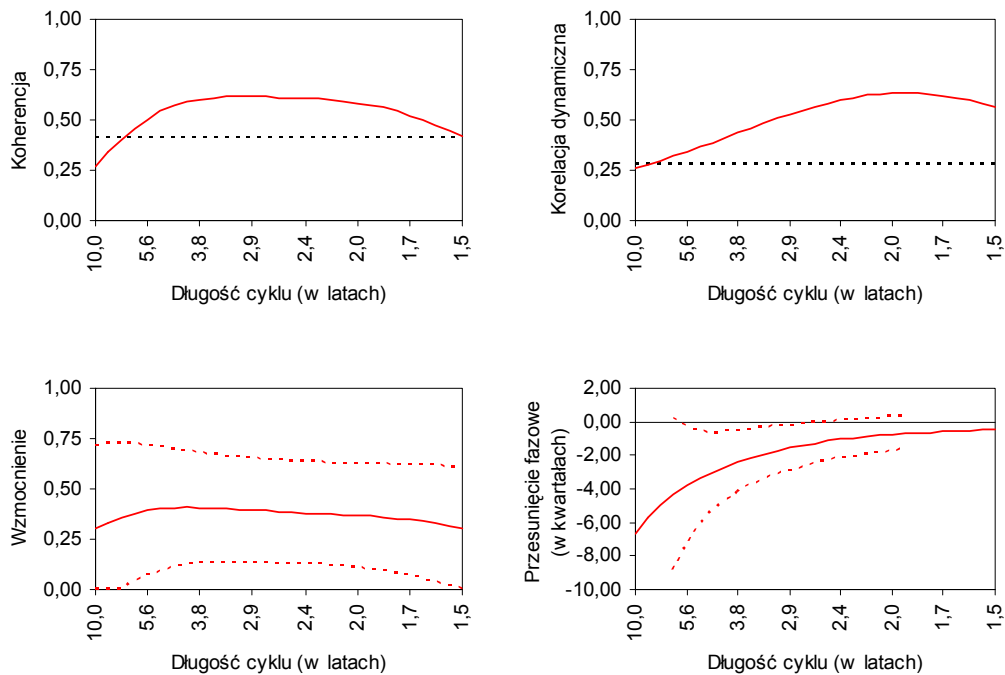 Koherencja
1,00
0,75
0,50
0,25
0,00
10,0 5,6 3,8 2,9 2,4 2,0 1,7 1,5
Długość cyklu (w latach)
Korelacja dynamiczna
1,00
0,75
0,50
0,25
0,00
10,0 5,6 3,8 2,9 2,4 2,0 1,7 1,5
Długość cyklu (w latach)
Wzmocnienie
1,00
0,75
0,50
0,25
0,00
10,0 5,6 3,8 2,9 2,4 2,0 1,7 1,5
Długość cyklu (w latach)
Przesunięcie fazowe
(w kwartałach)
2,00
0,00
-2,00
-4,00
-6,00
-8,00
-10,00
10,0 5,6 3,8 2,9 2,4 2,0 1,7 1,5
Długość cyklu (w latach)